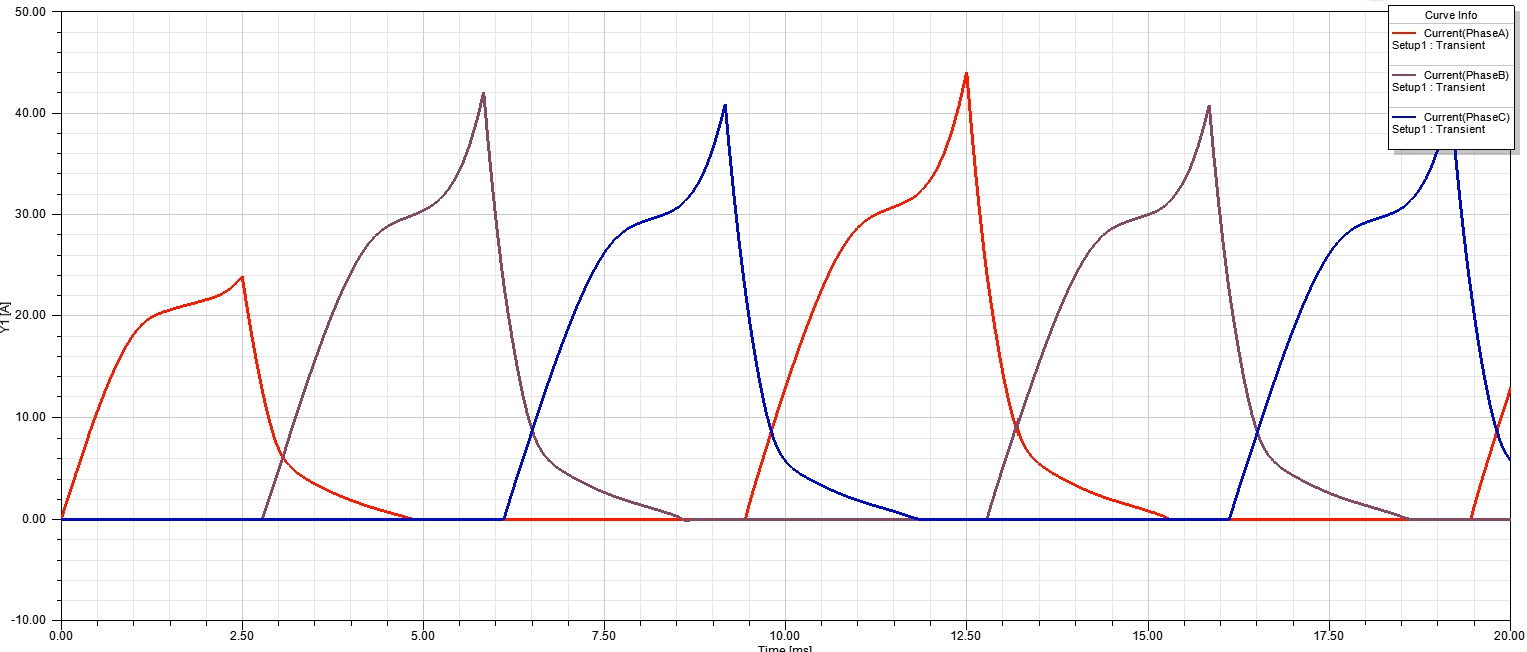 50.00
40.00
30.00
20.00
10.00
0.00
-10.00
Y1 [A]
0.00 2.50 5.00 7.50 10.00 12.50 15.00 17.50 20.00
Time [ms]
Curve Info
Current(PhaseA)
Setup1 : Transient
Current(PhaseB)
Setup1 : Transient
Current(PhaseC)
Setup1 : Transient